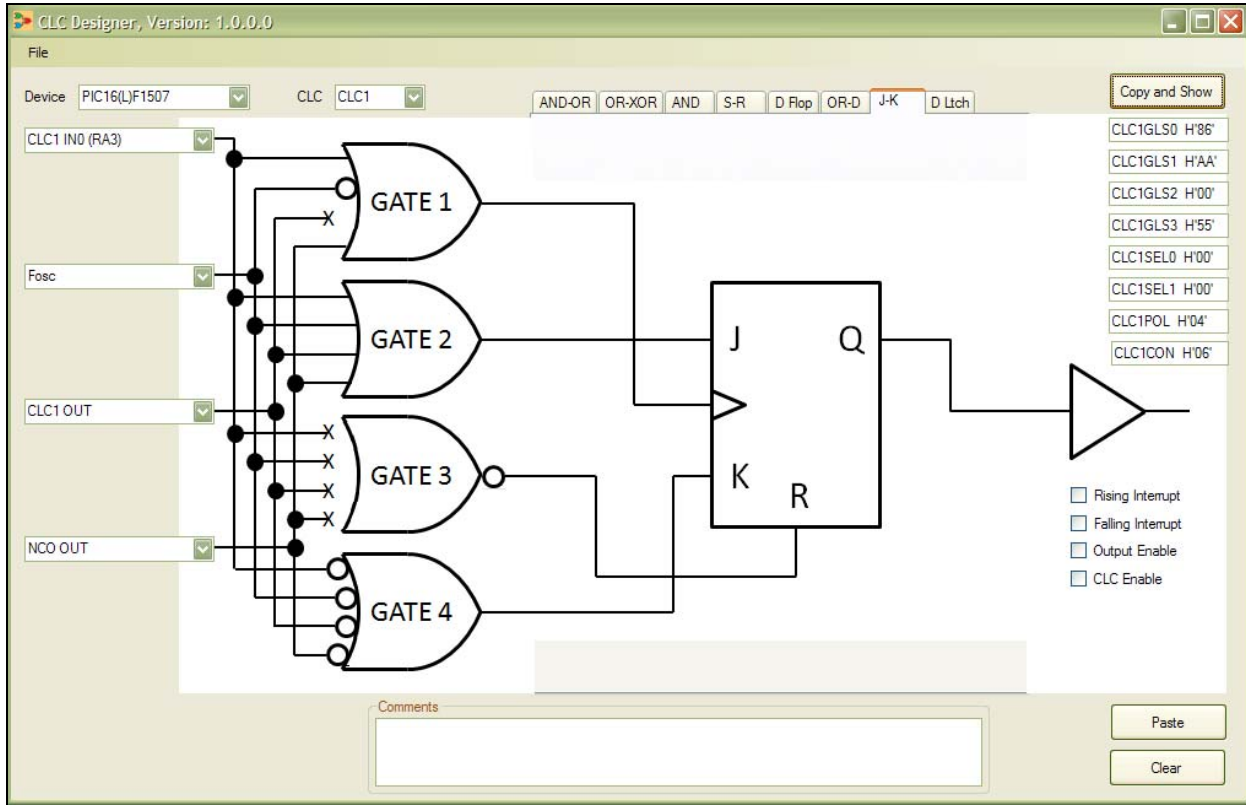 CLC Designer, Version: 1.0.0.0
File
Device PIC16(L)F1507 CLC CLC1
AND-OR OR-XOR AND S-R D Flop OR-D J-K D Ltch
Copy and Show
CLC1 IN0 (RA3)
Fosc
CLC1 OUT
NCO OUT
X
X
X
X
X
GATE 1
GATE 2
GATE 3
GATE 4
J Q
K
R
CLC1GLS0 H'86'
CLC1GLS1 H'AA'
CLC1GLS2 H'00'
CLC1GLS3 H'55'
CLC1SEL0 H'00'
CLC1SEL1 H'00'
CLC1POL H'04'
CLC1CON H'06'
Rising Interrupt
Falling Interrupt
Output Enable
CLC Enable
Comments
Paste
Clear